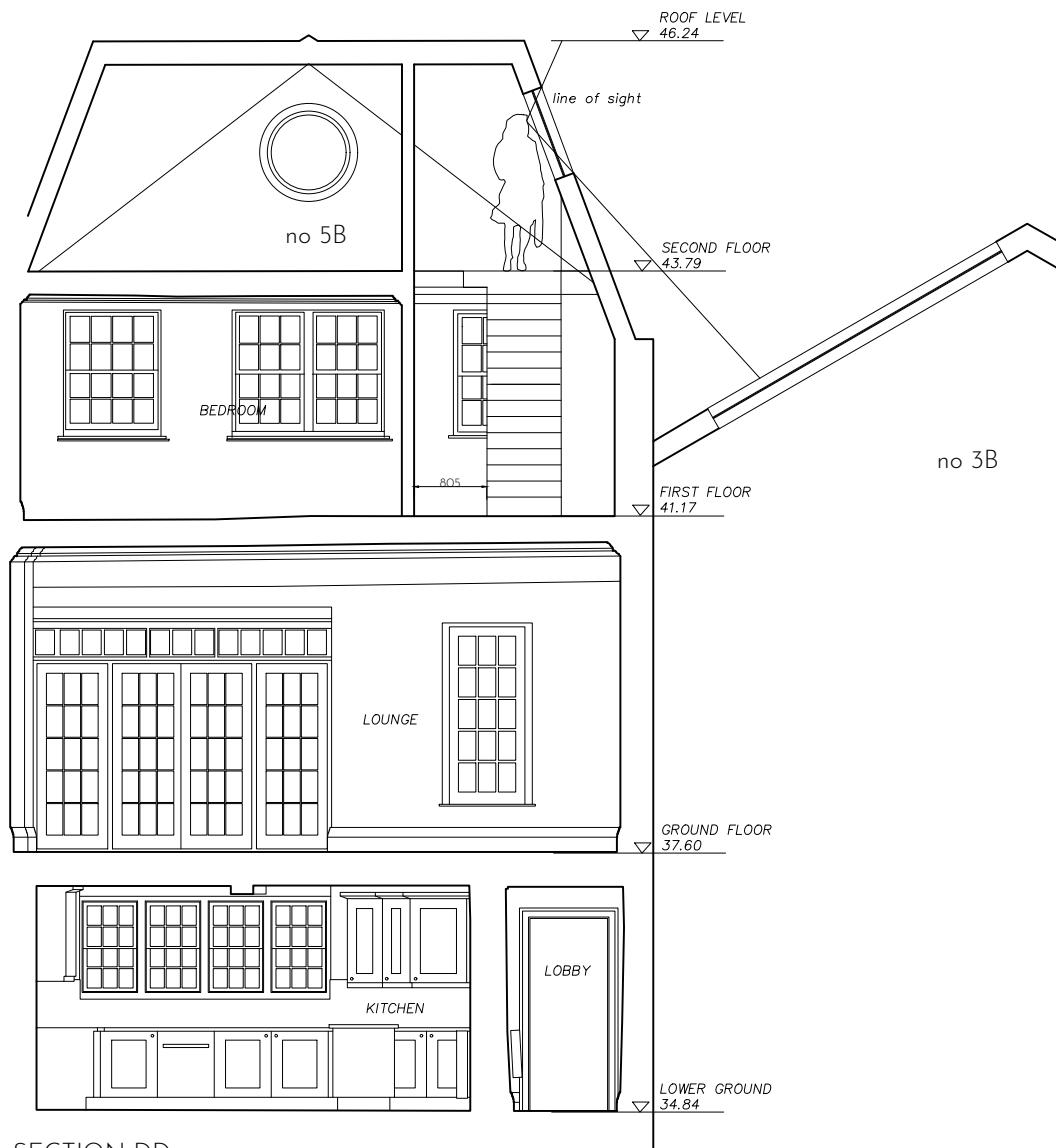 ROOF LEVEL
46.24
line of sight
no 5B
SECOND FLOOR
43.79
BEDROOM
no 3B
805
FIRST FLOOR
41.17
LOUNGE
GROUND FLOOR
37.60
LOBBY
KITCHEN
LOWER GROUND
34.84
SECTION DD